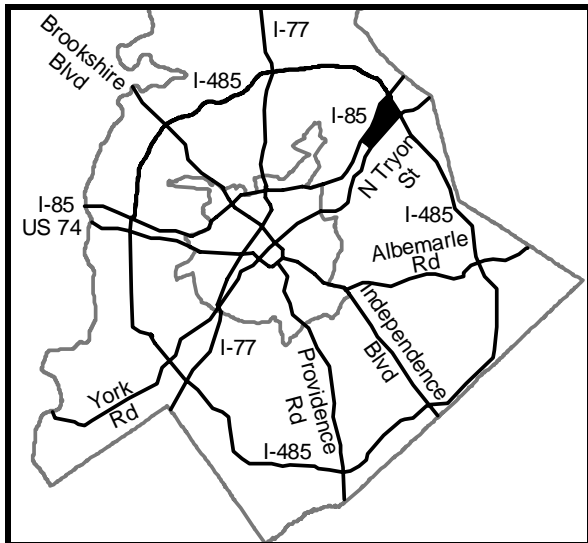 I-77
Brookshire
Blvd
I-485
I-85
N Tryon
St
I-85
US 74
I-485
Albemarle
Rd
Independence
Blvd
I-77
Providence
Rd
York
Rd
I-485